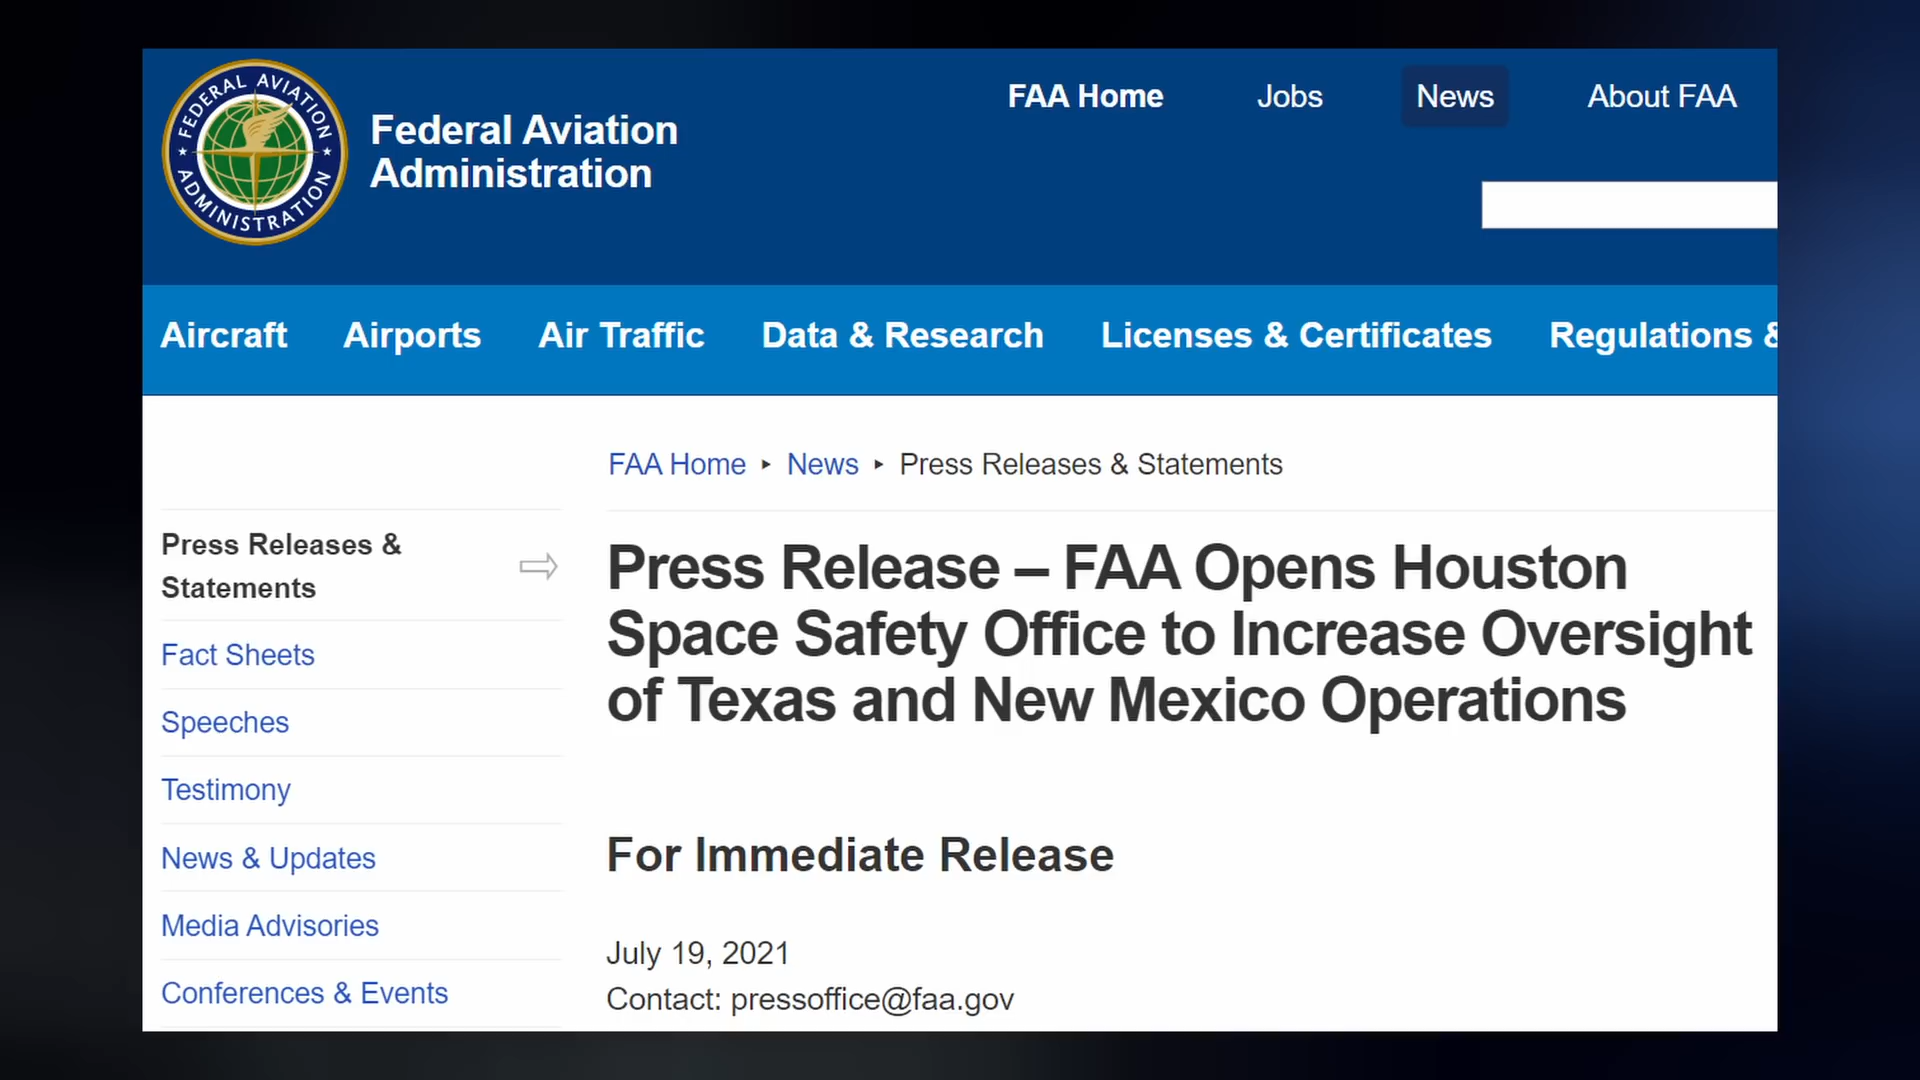 FEDERAL AVIATION
ADMINISTRATION
Federal Aviation
Administration
FAA Home Jobs News About FAA
Aircraft Airports Air Traffic Data & Research Licenses & Certificates Regulations &
FAA Home ▸ News ▸ Press Releases & Statements
Press Releases &
Statements
Fact Sheets
Speeches
Testimony
News & Updates
Media Advisories
Conferences & Events
Press Release – FAA Opens Houston
Space Safety Office to Increase Oversight
of Texas and New Mexico Operations
For Immediate Release
July 19, 2021
Contact: pressoffice@faa.gov